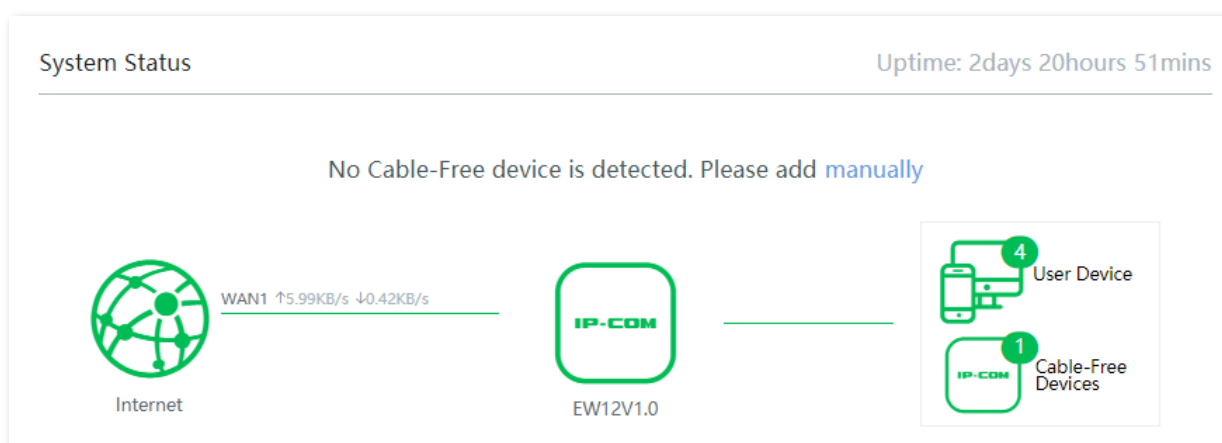 System Status
Uptime: 2days 20hours 51mins
No Cable-Free device is detected. Please add manually
WAN1 ↑5.99KB/s ↓0.42KB/s
Internet
IP-COM
EW12V1.0
4
User Device
1
IP-COM
Cable-Free
Devices